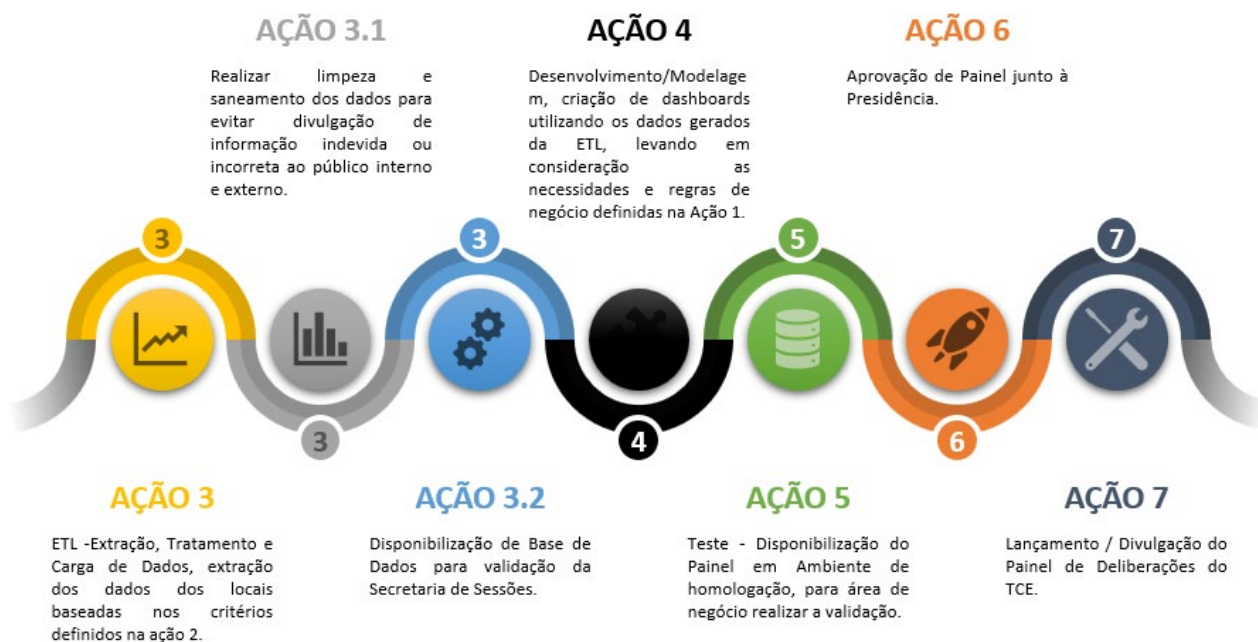 AÇÃO 3.1
Realizar limpeza e
saneamento dos dados para
evitar divulgação de
informação indevida ou
incorreta ao público interno
e externo.
AÇÃO 4
Desenvolvimento/Modelage
m, criação de dashboards
utilizando os dados gerados
da ETL, levando em
consideração as
necessidades e regras de
negócio definidas na Ação 1.
AÇÃO 6
Aprovação de Painel junto à
Presidência.
3
3
5
7
3
4
6
AÇÃO 3
ETL -Extração, Tratamento e
Carga de Dados, extração
dos dados dos locais
baseadas nos critérios
definidos na ação 2.
AÇÃO 3.2
Disponibilização de Base de
Dados para validação da
Secretaria de Sessões.
AÇÃO 5
Teste - Disponibilização do
Painel em Ambiente de
homologação, para área de
negócio realizar a validação.
AÇÃO 7
Lançamento / Divulgação do
Painel de Deliberações do
TCE.